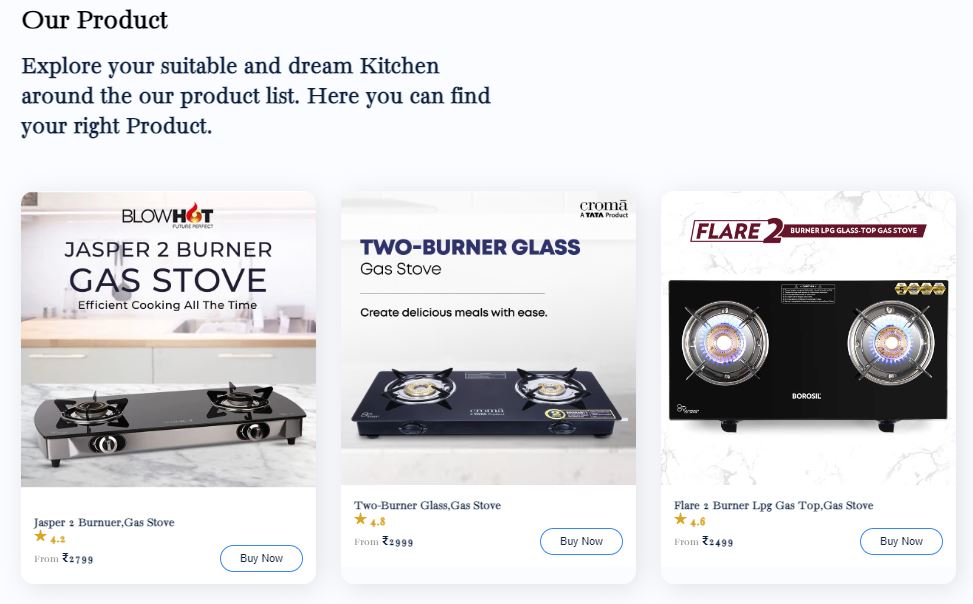 Our Product
Explore your suitable and dream Kitchen
around the our product list. Here you can find
your right Product.
BLOWHOT
FUTURE PERFECT
JASPER 2 BURNER
GAS STOVE
Efficient Cooking All The Time
Jasper 2 Burnuer,Gas Stove
★ 4.2
From ₹2799
Buy Now
cromā
A TATA Product
TWO-BURNER GLASS
Gas Stove
Create delicious meals with ease.
cromā
Two-Burner Glass,Gas Stove
★ 4.8
From ₹2999
Buy Now
FLARE 2 BURNER LPG GLASS-TOP GAS STOVE
BOROSIL
Flare 2 Burner Lpg Gas Top,Gas Stove
★ 4.6
From ₹2499
Buy Now